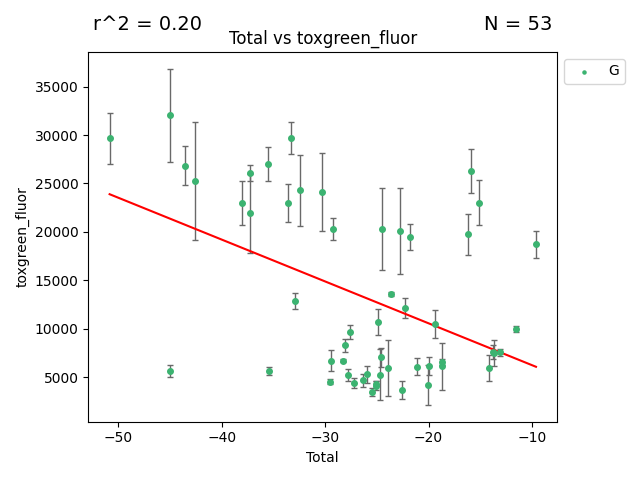 r^2 = 0.20
N = 53
Total vs toxgreen_fluor
G
35000
30000
25000
20000
15000
10000
5000
toxgreen_fluor
−50
−40
−30
−20
−10
Total